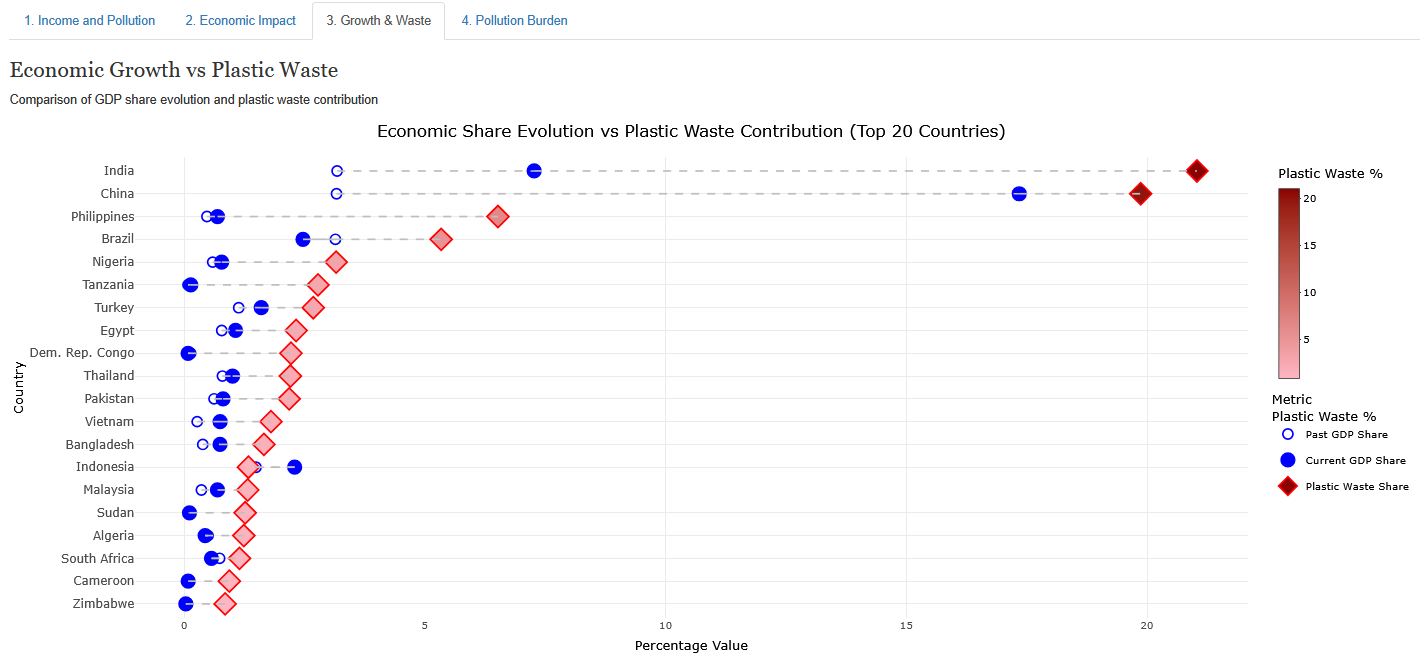 1. Income and Pollution 2. Economic Impact 3. Growth & Waste 4. Pollution Burden
Economic Growth vs Plastic Waste
Comparison of GDP share evolution and plastic waste contribution
Economic Share Evolution vs Plastic Waste Contribution (Top 20 Countries)
Country
India
China
Philippines
Brazil
Nigeria
Tanzania
Turkey
Egypt
Dem. Rep. Congo
Thailand
Pakistan
Vietnam
Bangladesh
Indonesia
Malaysia
Sudan
Algeria
South Africa
Cameroon
Zimbabwe
0 5 10 15 20
Percentage Value
Plastic Waste %
20
15
10
5
Metric
Plastic Waste %
Past GDP Share
Current GDP Share
Plastic Waste Share